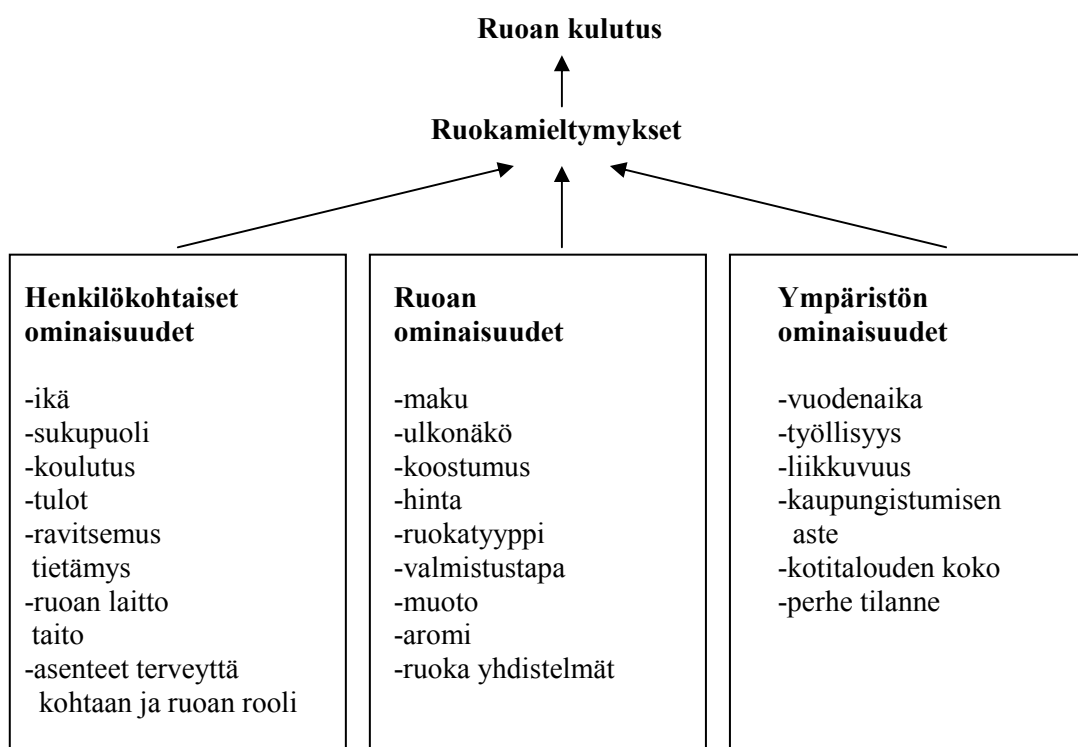 Ruoan kulutus
Ruokamieltymykset
Henkilökohtaiset
ominaisuudet
-ikä
-sukupuoli
-koulutus
-tulot
-ravitsemus
tietämys
-ruoan laitto
taito
-asenteet terveyttä
kohtaan ja ruoan rooli
Ruoan
ominaisuudet
-maku
-ulkonäkö
-koostumus
-hinta
-ruokatyyppi
-valmistustapa
-muoto
-aromi
-ruoka yhdistelmät
Ympäristön
ominaisuudet
-vuodenaika
-työllisyys
-liikkuvuus
-kaupungistumisen
aste
-kotitalouden koko
-perhe tilanne